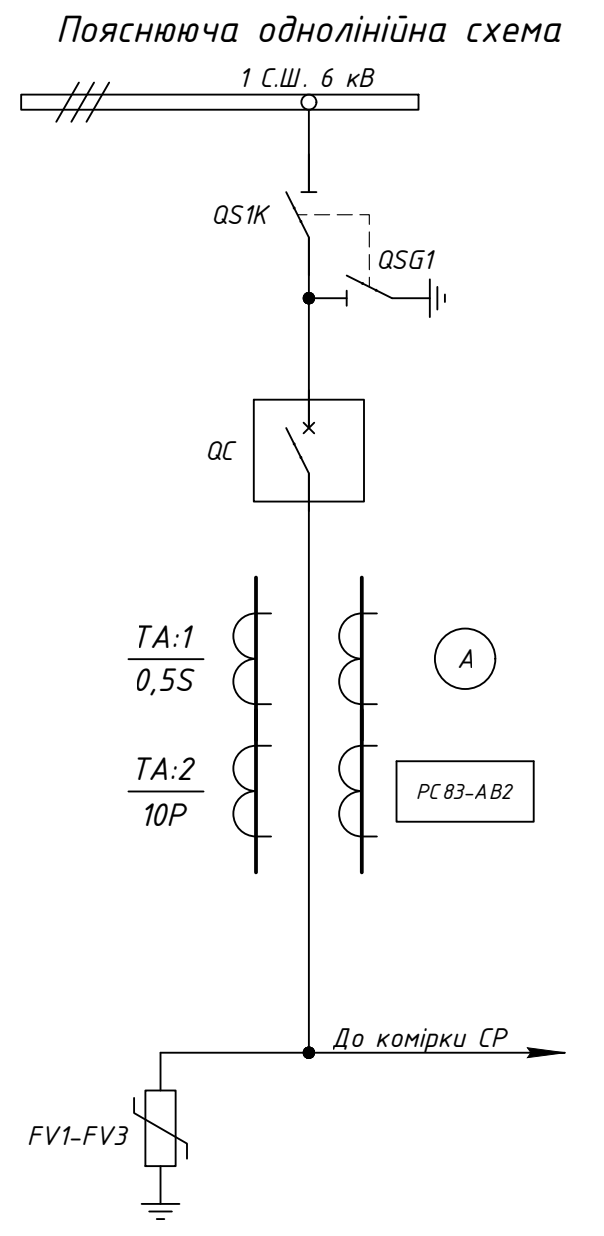 Пояснююча однолінійна схема
1 С.Ш. 6 кВ
QS1K
QSG1
QC
TA:1
0,5S
A
TA:2
10P
РС83-АВ2
До комірки СР
FV1-FV3